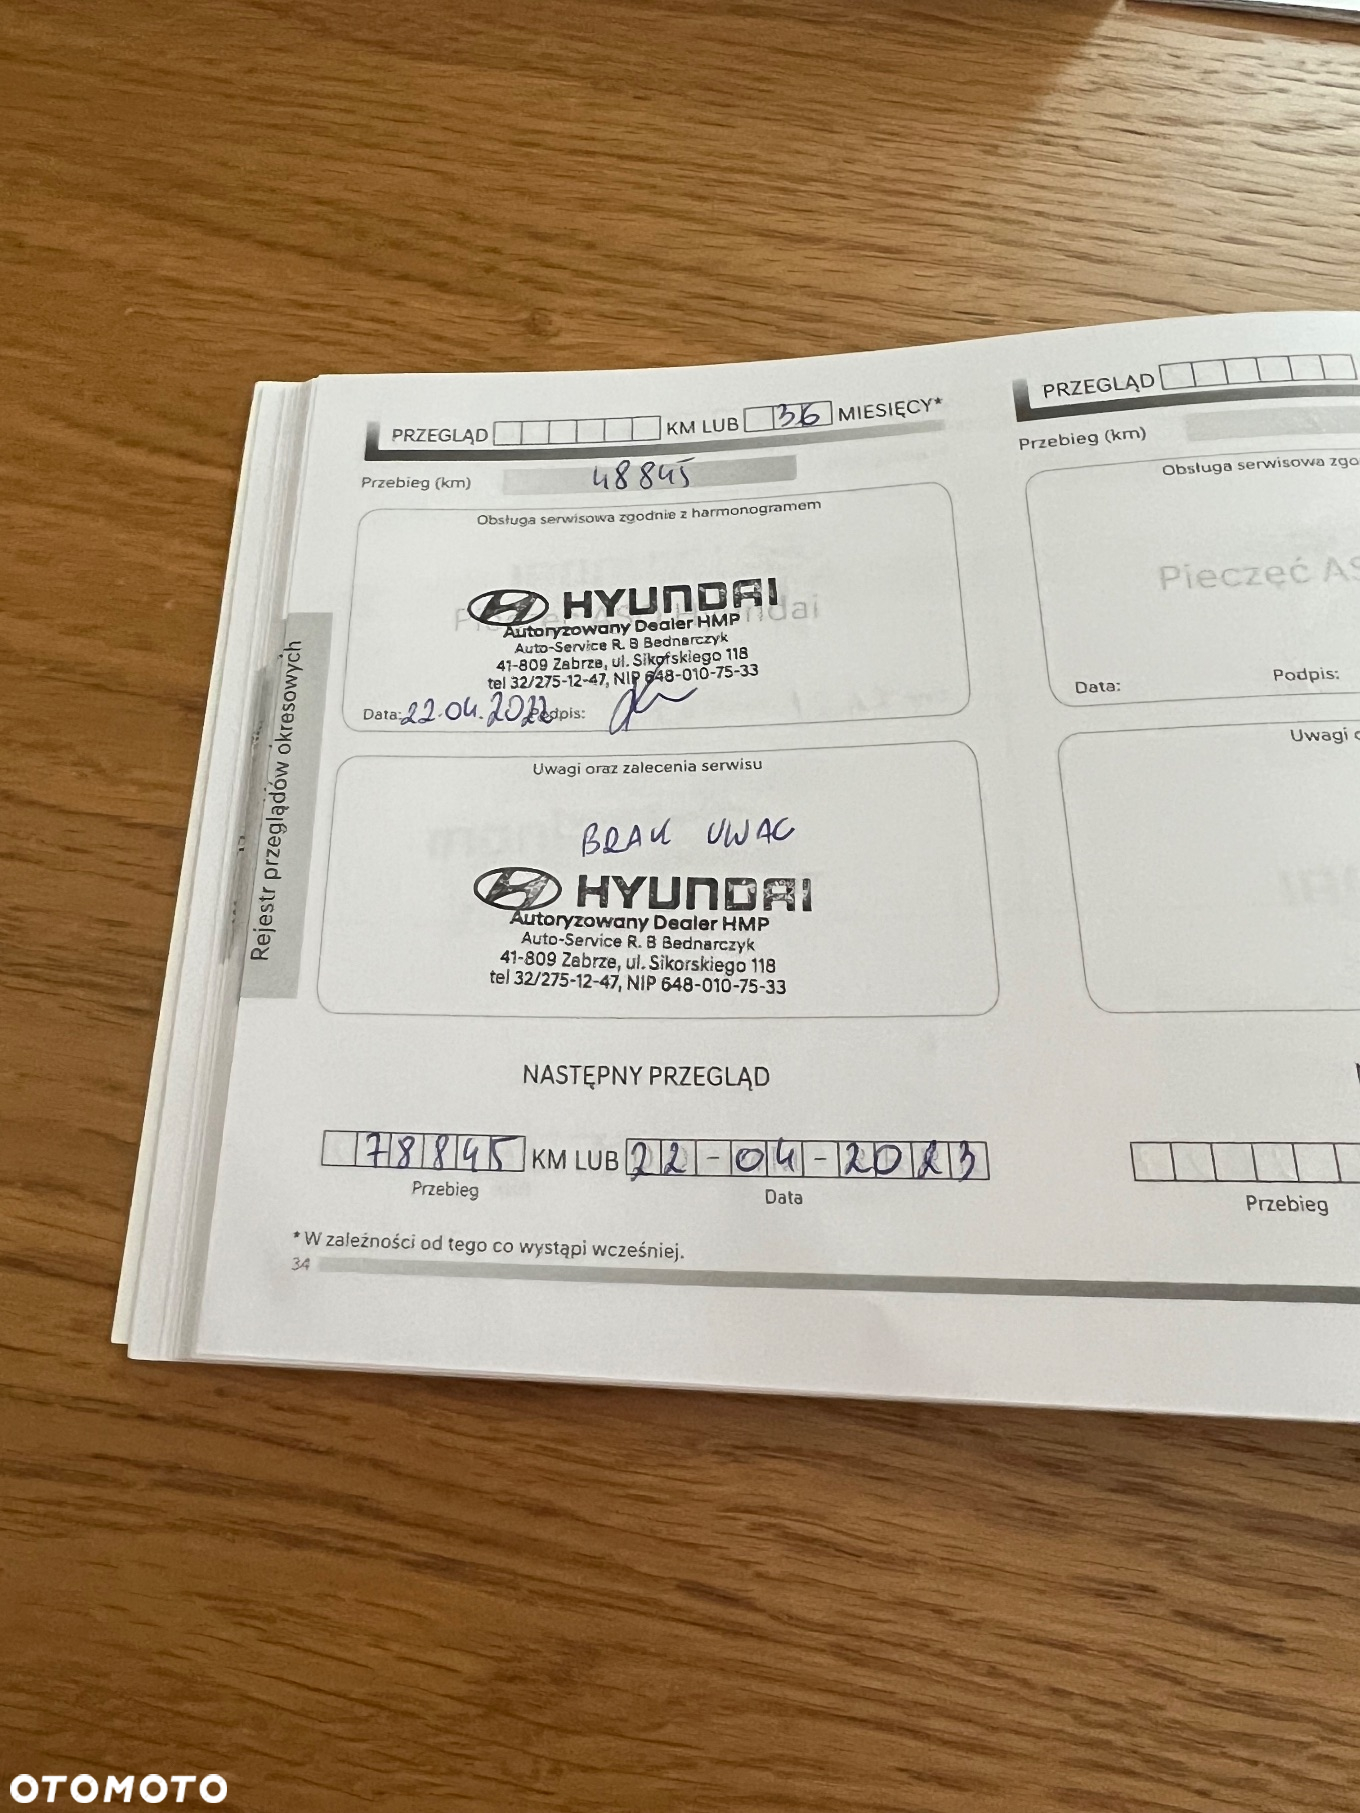 PRZEGLĄD KM LUB 36 MIESIĘCY*
Przebieg (km) 48845
Obsługa serwisowa zgodnie z harmonogramem
HYUNDAI
Autoryzowany Dealer HMP
Auto-Service R. B Bednarczyk
41-809 Zabrze, ul. Sikorskiego 118
tel 32/275-12-47, NIP 648-010-75-33
Data: 22.04.2022 Podpis:
Uwagi oraz zalecenia serwisu
BRAK UWAG
HYUNDAI
Autoryzowany Dealer HMP
Auto-Service R. B Bednarczyk
41-809 Zabrze, ul. Sikorskiego 118
tel 32/275-12-47, NIP 648-010-75-33
NASTĘPNY PRZEGLĄD
78845 KM LUB 22-04-2023
Przebieg Data
* W zależności od tego co wystąpi wcześniej.
34
Rejestr przeglądów okresowych
PRZEGLĄD
Przebieg (km)
Obsługa serwisowa
Pieczęć
Data: Podpis:
Uwagi
Przebieg
OTOMOTO